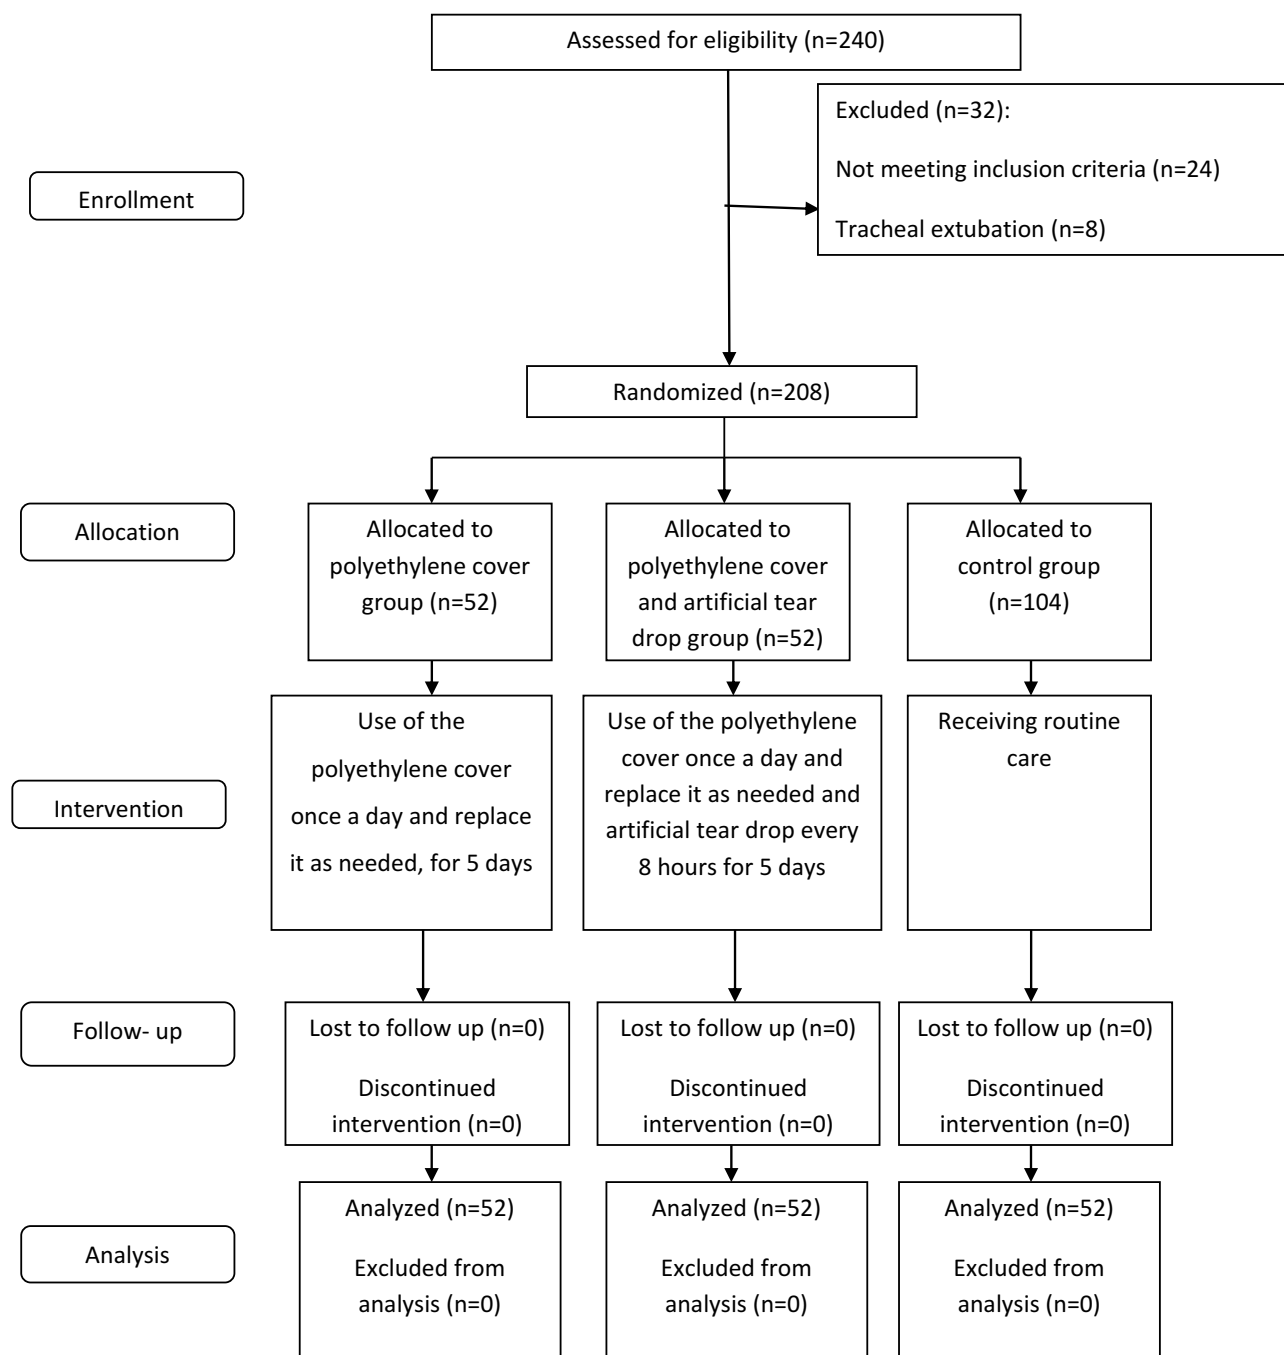 Assessed for eligibility (n=240)
Excluded (n=32):
Not meeting inclusion criteria (n=24)
Tracheal extubation (n=8)
Enrollment
Randomized (n=208)
Allocation
Allocated to
polyethylene cover
group (n=52)
Allocated to
polyethylene cover
and artificial tear
drop group (n=52)
Allocated to
control group
(n=104)
Intervention
Use of the
polyethylene cover
once a day and replace
it as needed, for 5 days
Use of the polyethylene
cover once a day and
replace it as needed and
artificial tear drop every
8 hours for 5 days
Receiving routine
care
Follow- up
Lost to follow up (n=0)
Discontinued
intervention (n=0)
Lost to follow up (n=0)
Discontinued
intervention (n=0)
Lost to follow up (n=0)
Discontinued
intervention (n=0)
Analysis
Analyzed (n=52)
Excluded from
analysis (n=0)
Analyzed (n=52)
Excluded from
analysis (n=0)
Analyzed (n=52)
Excluded from
analysis (n=0)